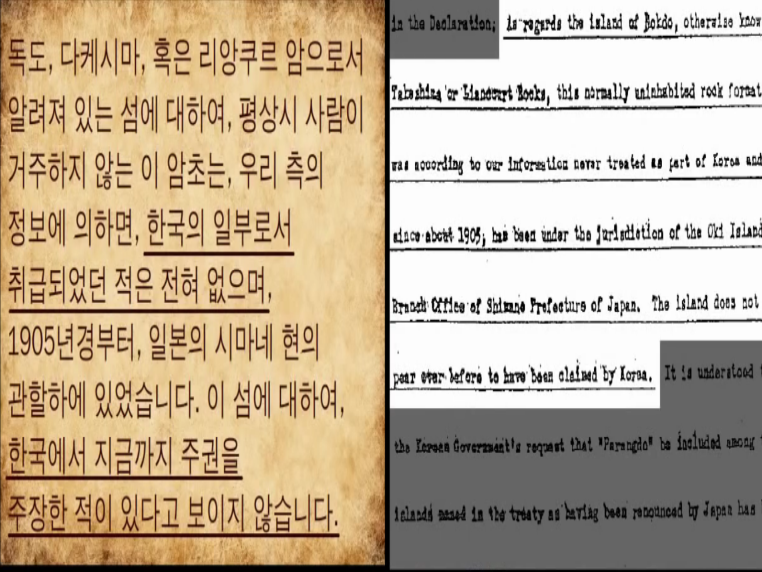 독도, 다케시마, 혹은 리앙쿠르 암으로서
알려져 있는 섬에 대하여, 평상시 사람이
거주하지 않는 이 암초는, 우리 측의
정보에 의하면, 한국의 일부로서
취급되었던 적은 전혀 없으며,
1905년경부터, 일본의 시마네 현의
관할하에 있었습니다. 이 섬에 대하여,
한국에서 지금까지 주권을
주장한 적이 있다고 보이지 않습니다.
in the Declaration; As regards the island of Dokdo, otherwise know
Takeshima or Liancourt Rocks, this normally uninhabited rock format
was according to our information never treated as part of Korea and
since about 1905, has been under the jurisdiction of the Oki Island
Branch Office of Shimane Prefecture of Japan. The island does not
pear ever before to have been claimed by Korea. It is understood
the Korean Government's request that "Parangdo" be included among
islands named in the treaty as having been renounced by Japan has